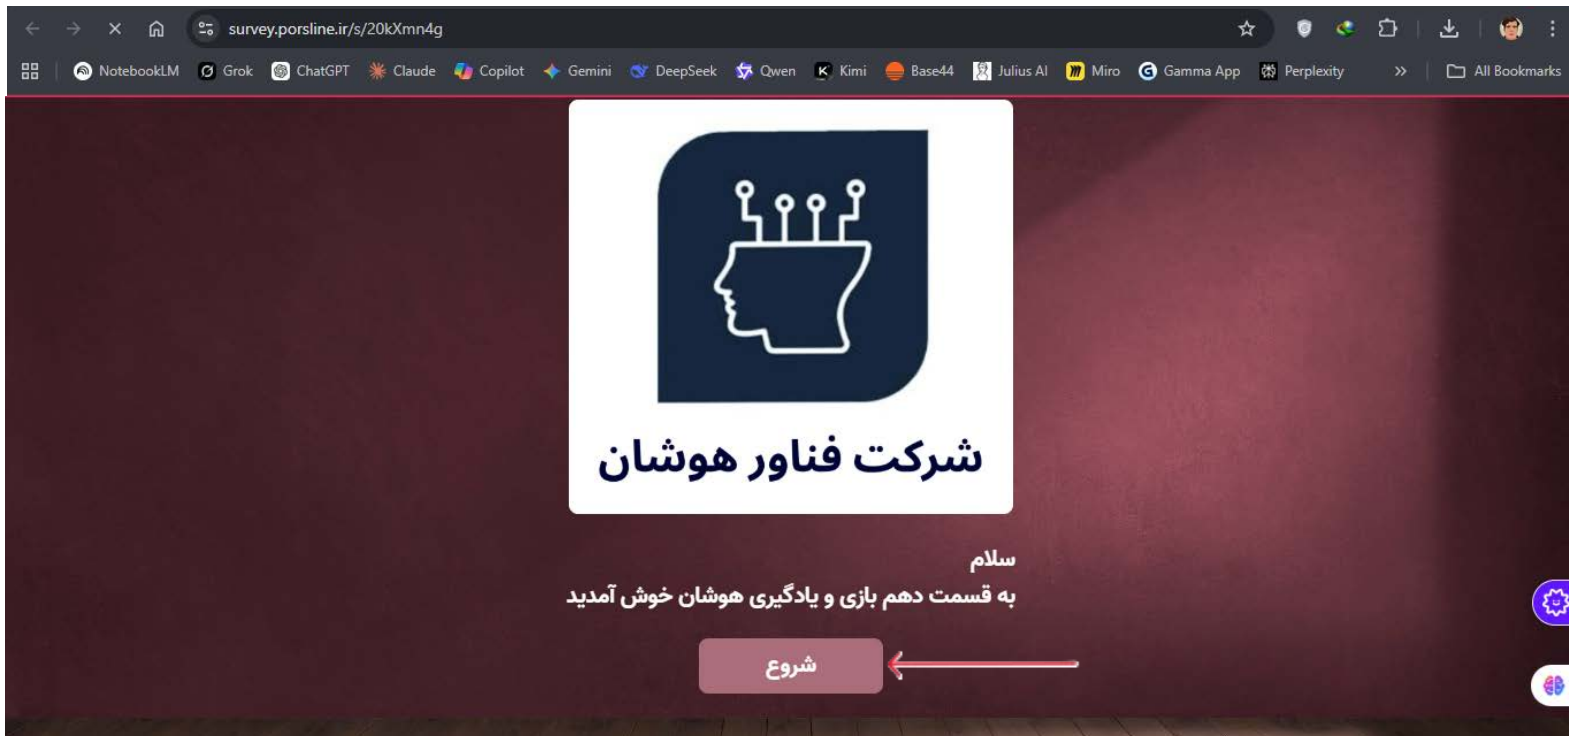 survey.porsline.ir/s/20kXmn4g
NotebookLM Grok ChatGPT Claude Copilot Gemini DeepSeek Qwen Kimi Base44 Julius AI Miro Gamma App Perplexity » All Bookmarks
شرکت فناور هوشان
سلام
به قسمت دهم بازی و یادگیری هوشان خوش آمدید
شروع